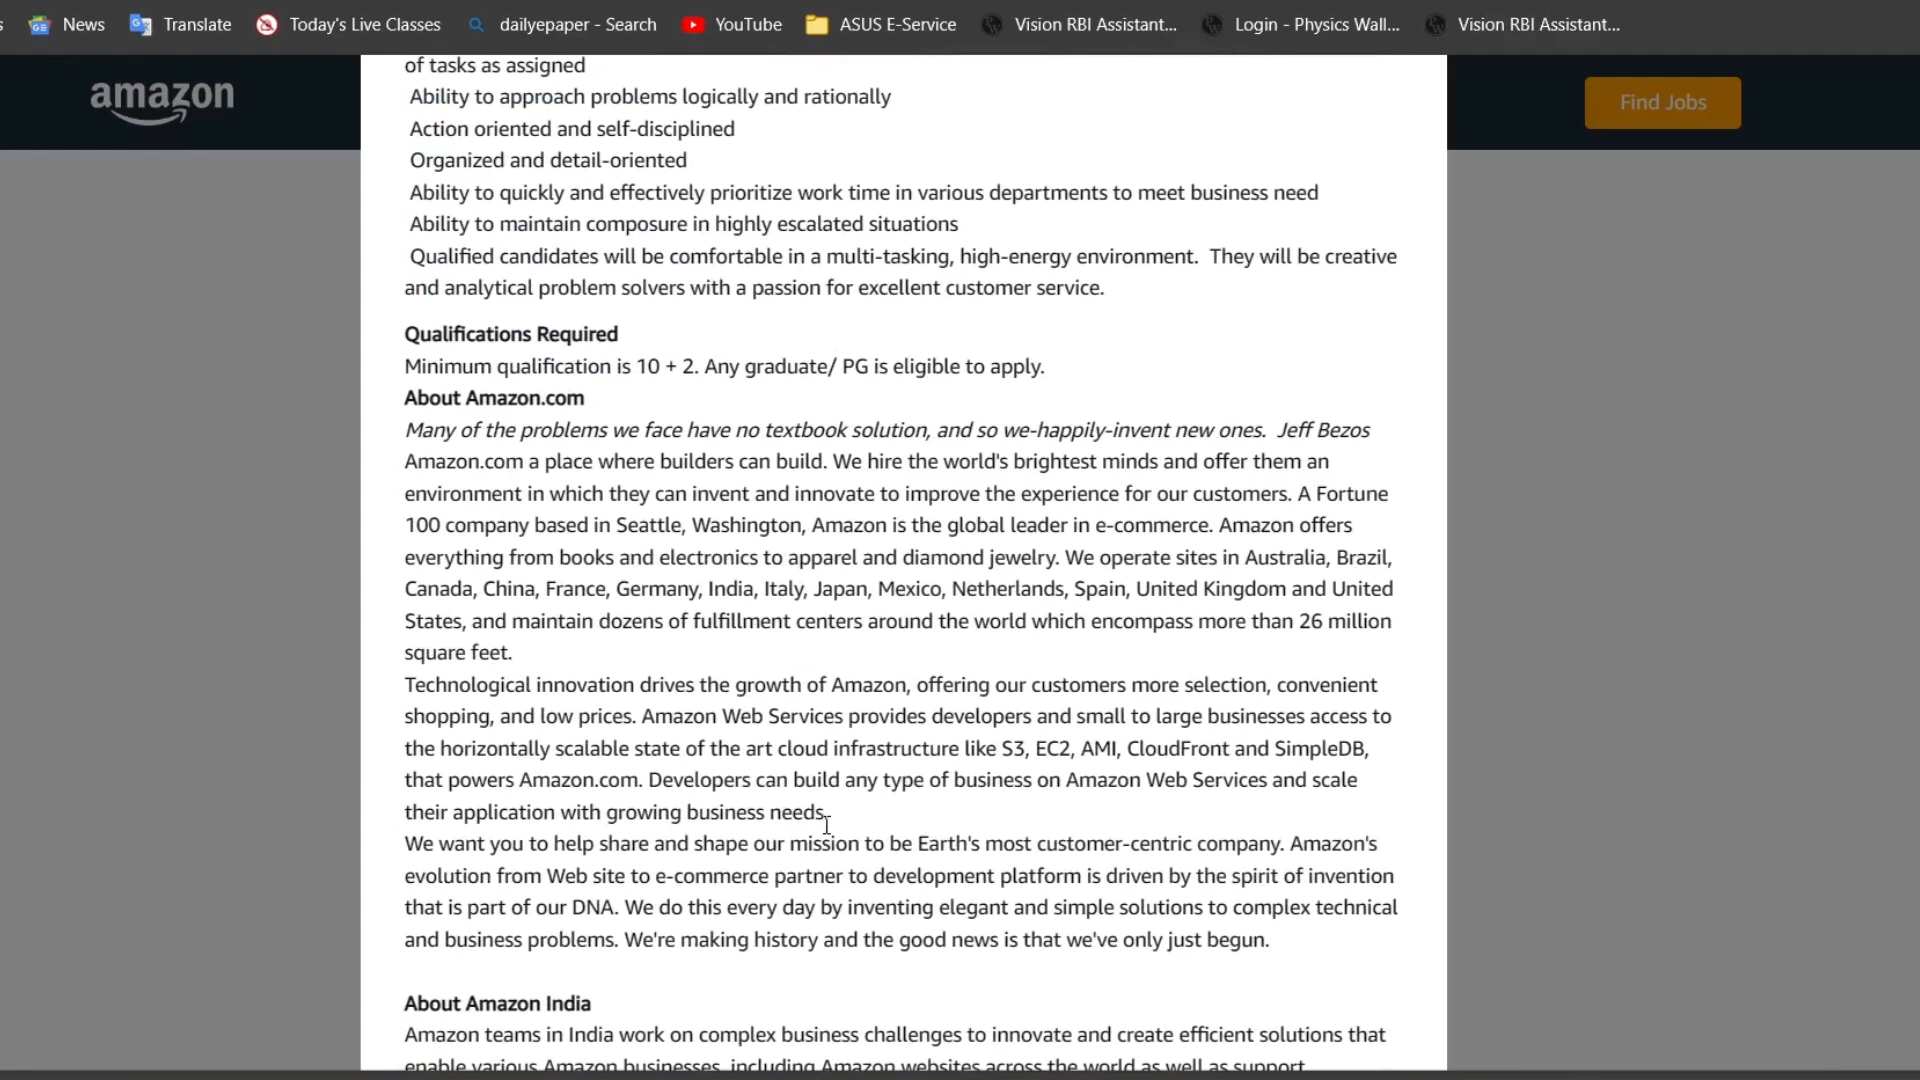 s
News
Translate
Today's Live Classes
dailyepaper - Search
YouTube
ASUS E-Service
Vision RBI Assistant...
Login - Physics Wall...
Vision RBI Assistant...
amazon
Find Jobs
of tasks as assigned
Ability to approach problems logically and rationally
Action oriented and self-disciplined
Organized and detail-oriented
Ability to quickly and effectively prioritize work time in various departments to meet business need
Ability to maintain composure in highly escalated situations
Qualified candidates will be comfortable in a multi-tasking, high-energy environment.  They will be creative
and analytical problem solvers with a passion for excellent customer service.
Qualifications Required
Minimum qualification is 10 + 2. Any graduate/ PG is eligible to apply.
About Amazon.com
Many of the problems we face have no textbook solution, and so we-happily-invent new ones.  Jeff Bezos
Amazon.com a place where builders can build. We hire the world's brightest minds and offer them an
environment in which they can invent and innovate to improve the experience for our customers. A Fortune
100 company based in Seattle, Washington, Amazon is the global leader in e-commerce. Amazon offers
everything from books and electronics to apparel and diamond jewelry. We operate sites in Australia, Brazil,
Canada, China, France, Germany, India, Italy, Japan, Mexico, Netherlands, Spain, United Kingdom and United
States, and maintain dozens of fulfillment centers around the world which encompass more than 26 million
square feet.
Technological innovation drives the growth of Amazon, offering our customers more selection, convenient
shopping, and low prices. Amazon Web Services provides developers and small to large businesses access to
the horizontally scalable state of the art cloud infrastructure like S3, EC2, AMI, CloudFront and SimpleDB,
that powers Amazon.com. Developers can build any type of business on Amazon Web Services and scale
their application with growing business needs.
We want you to help share and shape our mission to be Earth's most customer-centric company. Amazon's
evolution from Web site to e-commerce partner to development platform is driven by the spirit of invention
that is part of our DNA. We do this every day by inventing elegant and simple solutions to complex technical
and business problems. We're making history and the good news is that we've only just begun.
About Amazon India
Amazon teams in India work on complex business challenges to innovate and create efficient solutions that
enable various Amazon businesses, including Amazon websites across the world as well as support